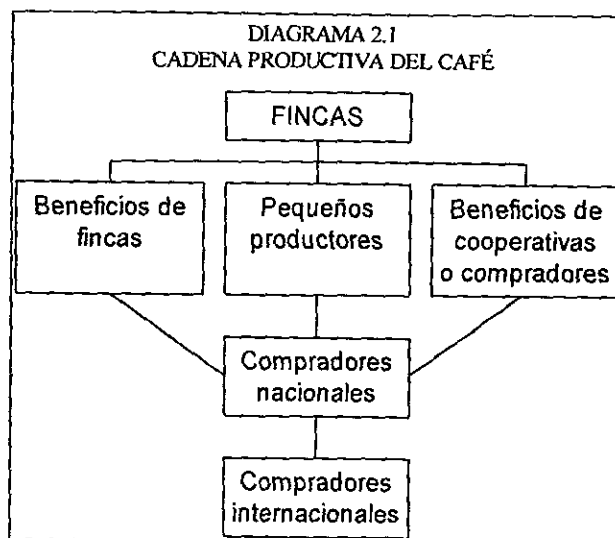 DIAGRAMA 2.1
CADENA PRODUCTIVA DEL CAFÉ
FINCAS
Beneficios de
fincas
Pequeños
productores
Beneficios de
cooperativas
o compradores
Compradores
nacionales
Compradores
internacionales